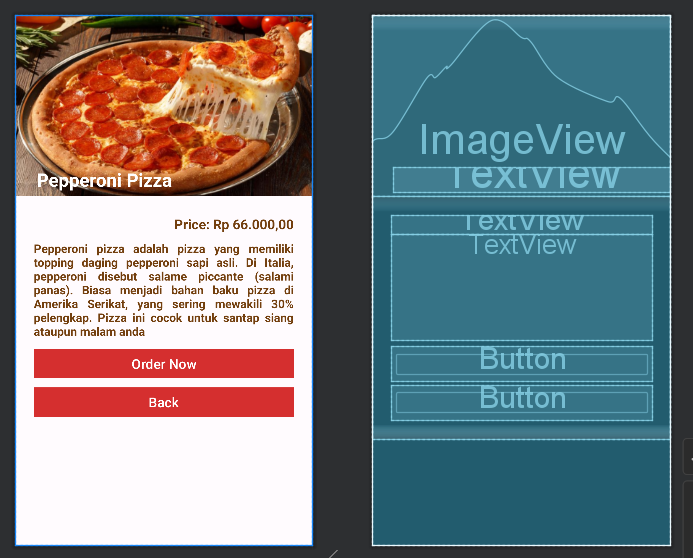 Pepperoni Pizza
Price: Rp 66.000,00
Pepperoni pizza adalah pizza yang memiliki
topping daging pepperoni sapi asli. Di Italia,
pepperoni disebut salame piccante (salami
panas). Biasa menjadi bahan baku pizza di
Amerika Serikat, yang sering mewakili 30%
pelengkap. Pizza ini cocok untuk santap siang
ataupun malam anda
Order Now
Back
ImageView
TextView
TextView
TextView
Button
Button